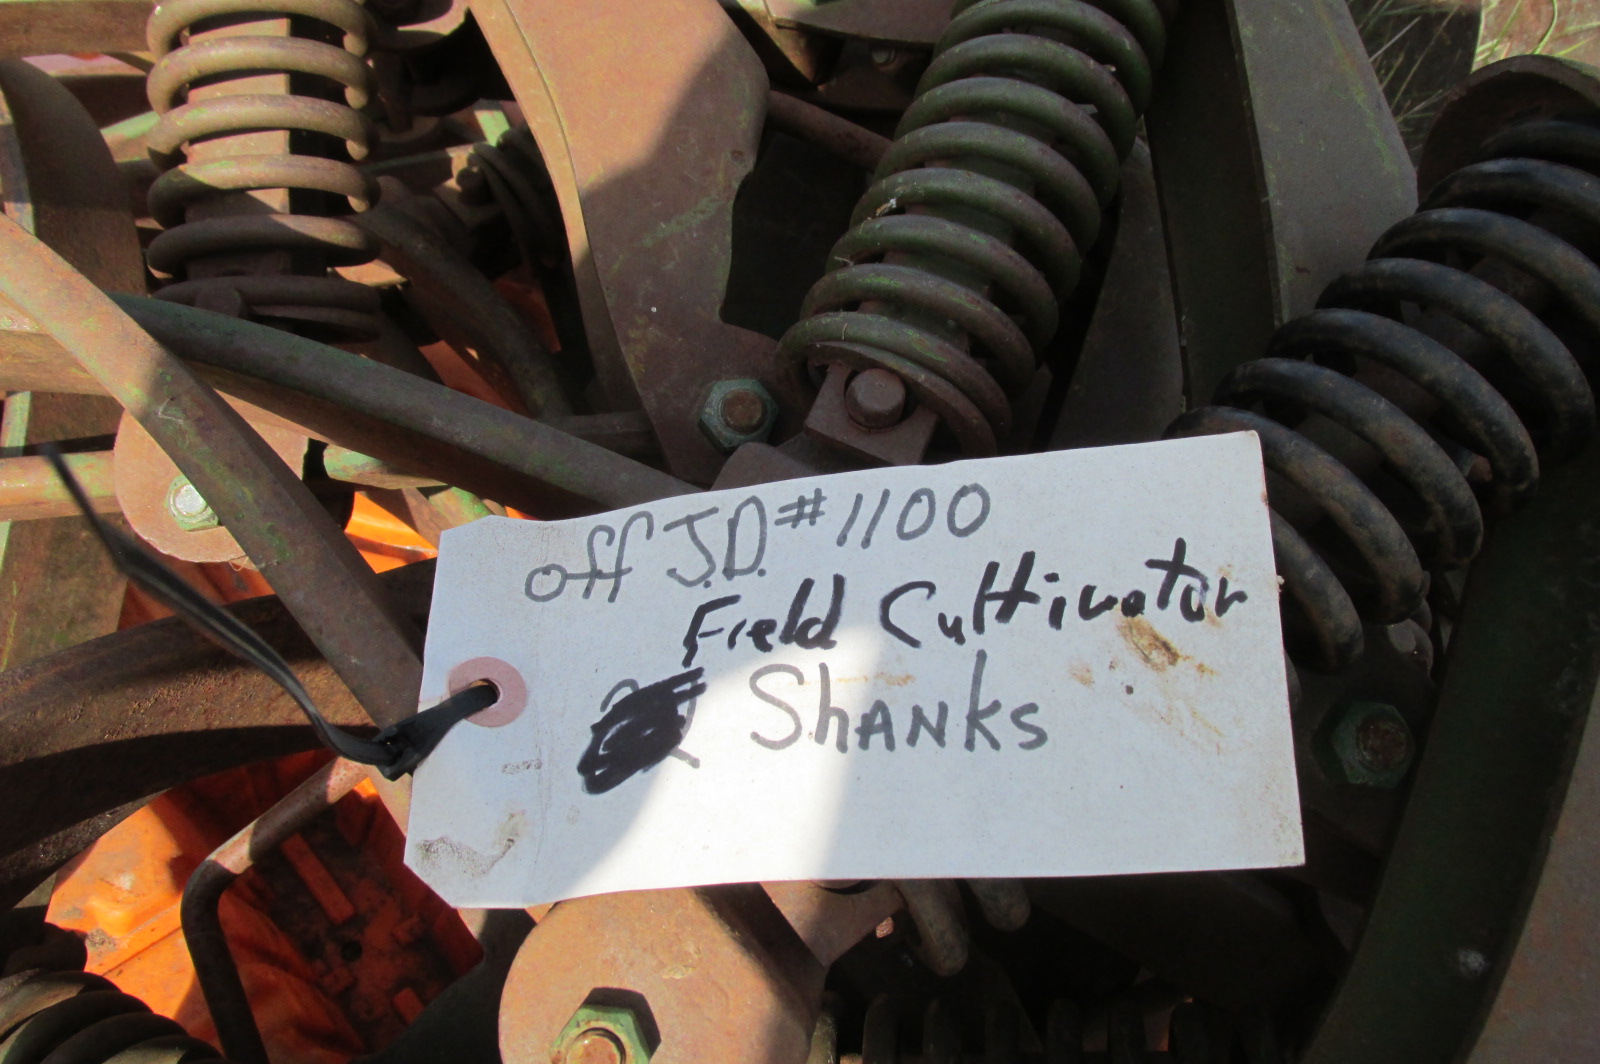 off J.D. #1100
Field Cultivator
Shanks